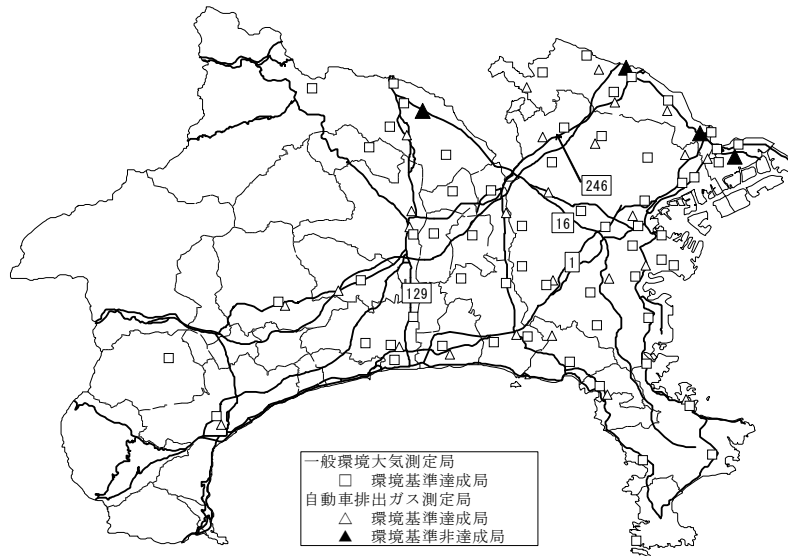 246
16
1
129
一般環境大気測定局
□ 環境基準達成局
自動車排出ガス測定局
△ 環境基準達成局
▲ 環境基準非達成局